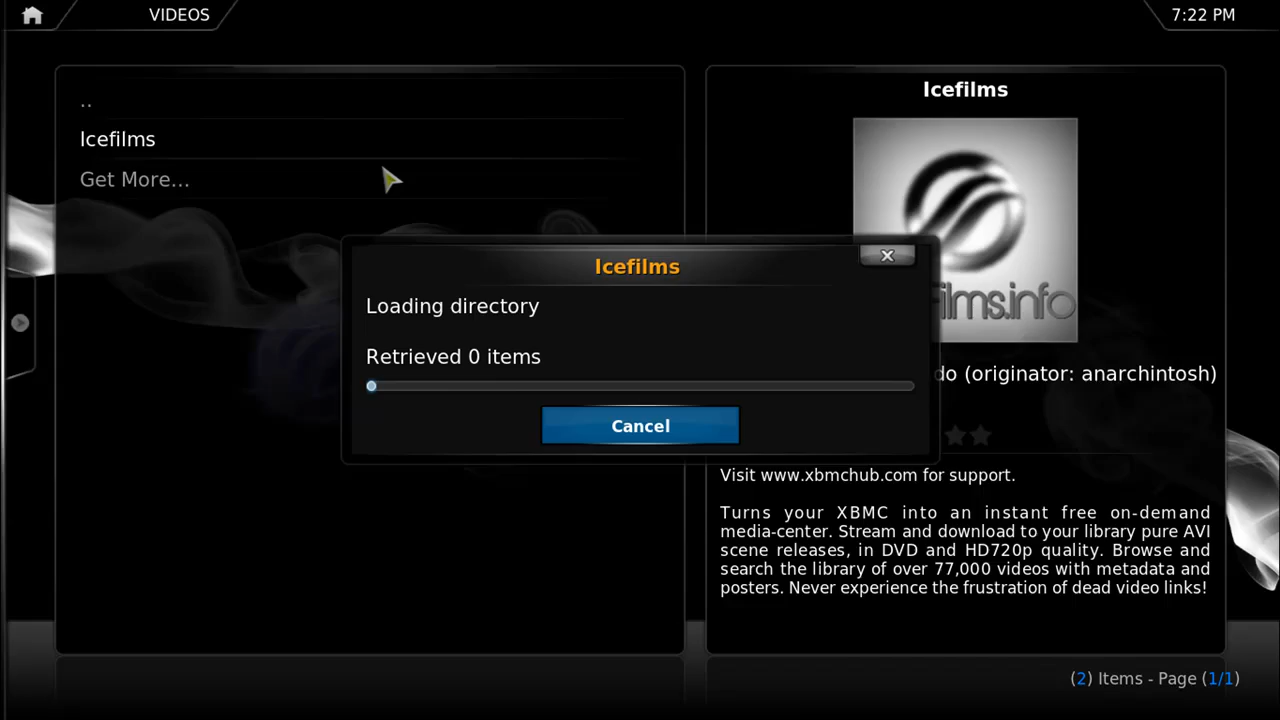 VIDEOS
7:22 PM
..
Icefilms
Get More...
Icefilms
Loading directory
Retrieved 0 items
Cancel
Icefilms
ilms.info
do (originator: anarchintosh)
Visit www.xbmchub.com for support.
Turns your XBMC into an instant free on-demand
media-center. Stream and download to your library pure AVI
scene releases, in DVD and HD720p quality. Browse and
search the library of over 77,000 videos with metadata and
posters. Never experience the frustration of dead video links!
(2) Items - Page (1/1)